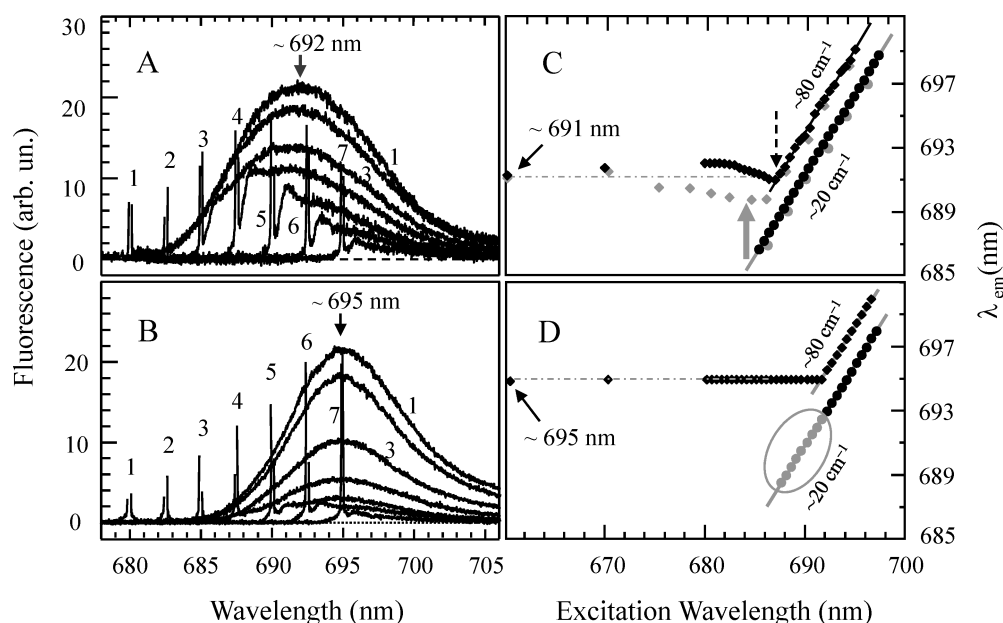 Fluorescence (arb. un.)
30
20
10
0
A
~ 692 nm
1
2
3
4
5
6
7
1
3
20
10
0
B
~ 695 nm
1
2
3
4
5
6
7
1
3
680
685
690
695
700
705
Wavelength (nm)
C
~ 691 nm
~80 cm⁻¹
~20 cm⁻¹
697
693
689
685
D
~ 695 nm
~80 cm⁻¹
~20 cm⁻¹
697
693
689
685
670
680
690
700
Excitation Wavelength (nm)
λ em (nm)